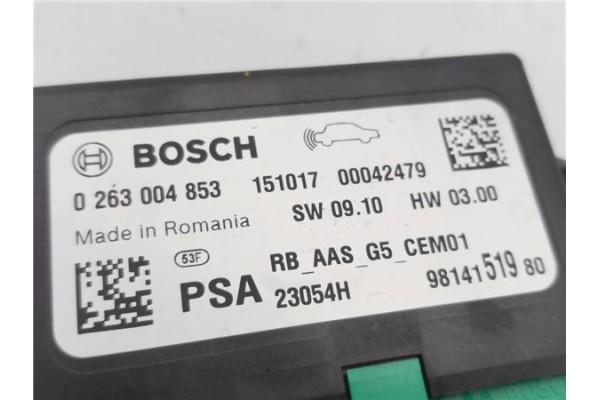 BOSCH
0 263 004 853 151017 00042479
Made in Romania SW 09.10 HW 03.00
53F RB_AAS_G5_CEM01
PSA 23054H 98141519 80